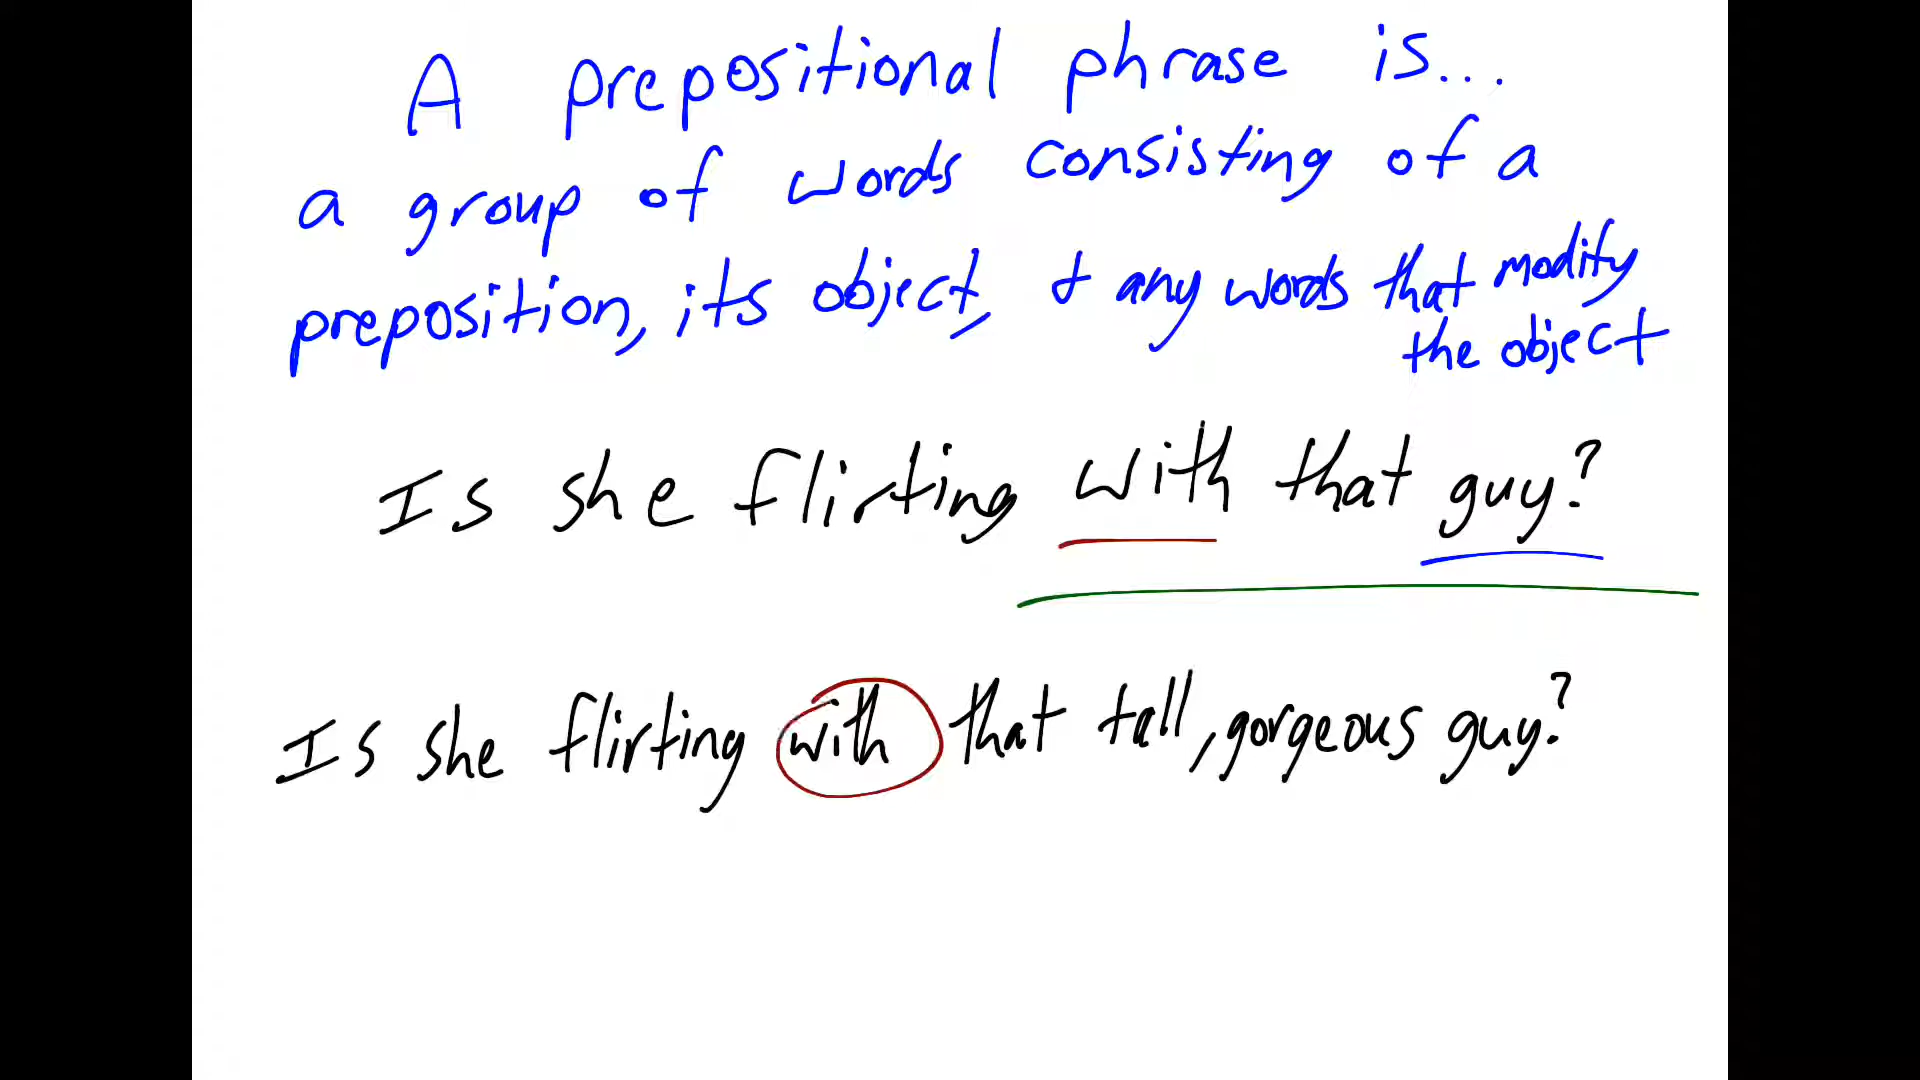 A prepositional phrase is...
a group of words consisting of a
preposition, its object, & any words that modify
the object
Is she flirting with that guy?
Is she flirting with that tall, gorgeous guy?